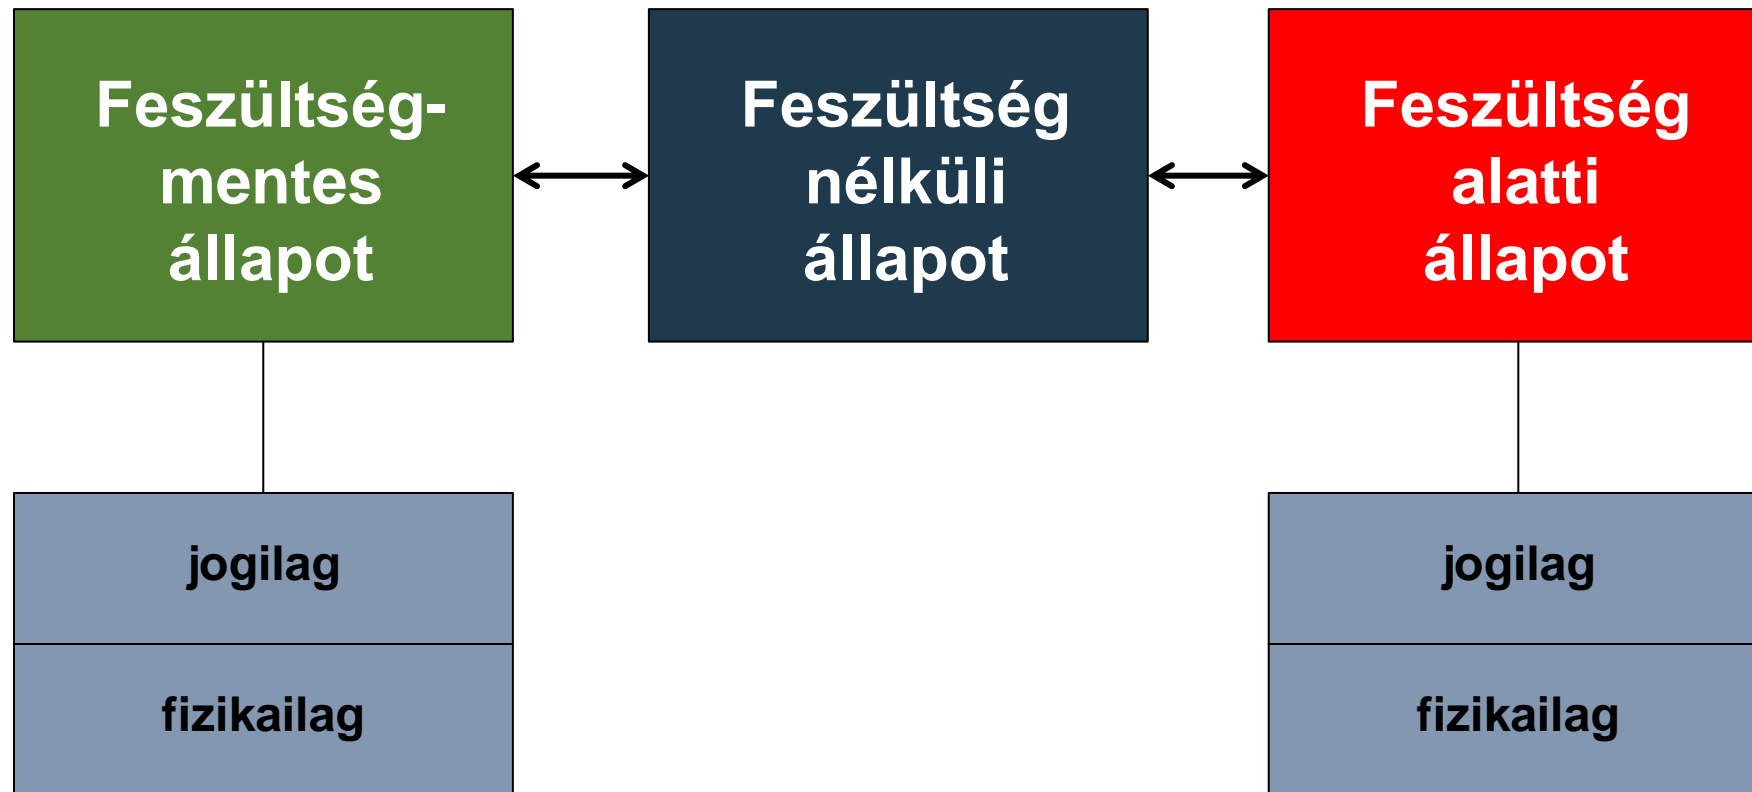 Feszültség-
mentes
állapot
Feszültség
nélküli
állapot
Feszültség
alatti
állapot
jogilag
fizikailag
jogilag
fizikailag